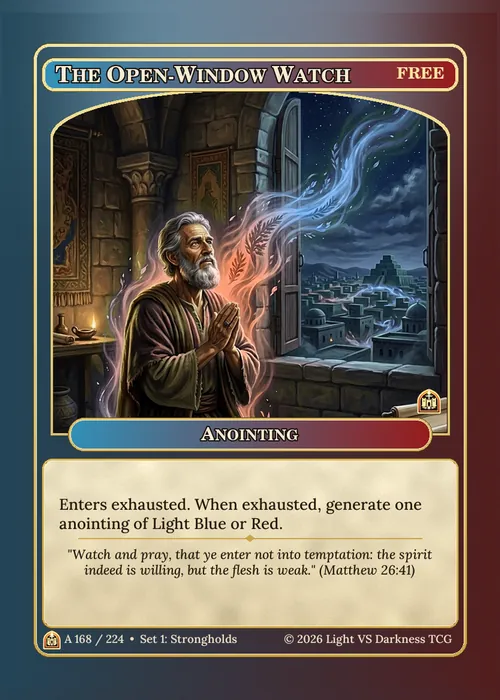 The Open-Window Watch
FREE
Anointing
Enters exhausted. When exhausted, generate one
anointing of Light Blue or Red.
"Watch and pray, that ye enter not into temptation: the spirit
indeed is willing, but the flesh is weak." (Matthew 26:41)
A 168 / 224 • Set 1: Strongholds
© 2026 Light VS Darkness TCG